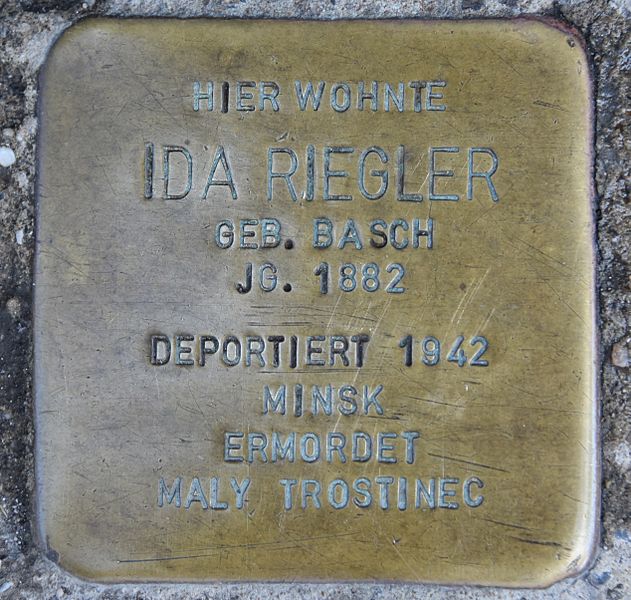 HIER WOHNTE
IDA RIEGLER
GEB. BASCH
JG. 1882
DEPORTIERT 1942
MINSK
ERMORDET
MALY TROSTINEC